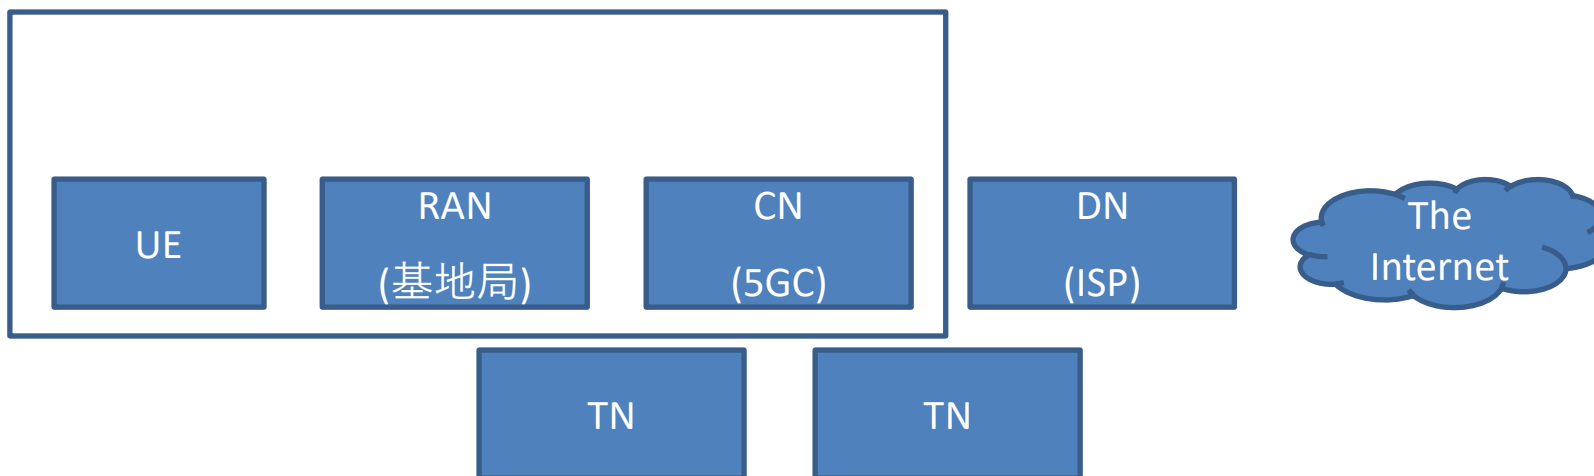 UE
RAN
(基地局)
CN
(5GC)
DN
(ISP)
The
Internet
TN
TN